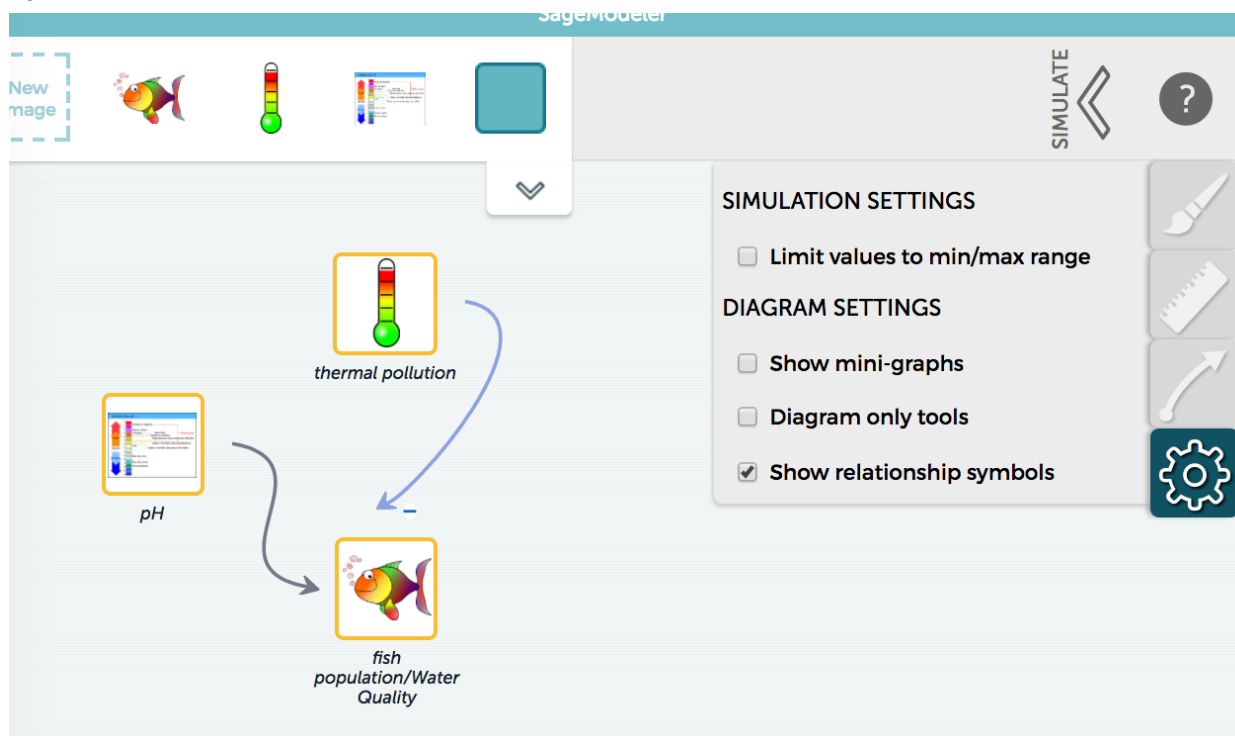 SageModeler
New
mage
SIMULATE
?
SIMULATION SETTINGS
Limit values to min/max range
DIAGRAM SETTINGS
Show mini-graphs
Diagram only tools
Show relationship symbols
thermal pollution
pH
fish
population/Water
Quality